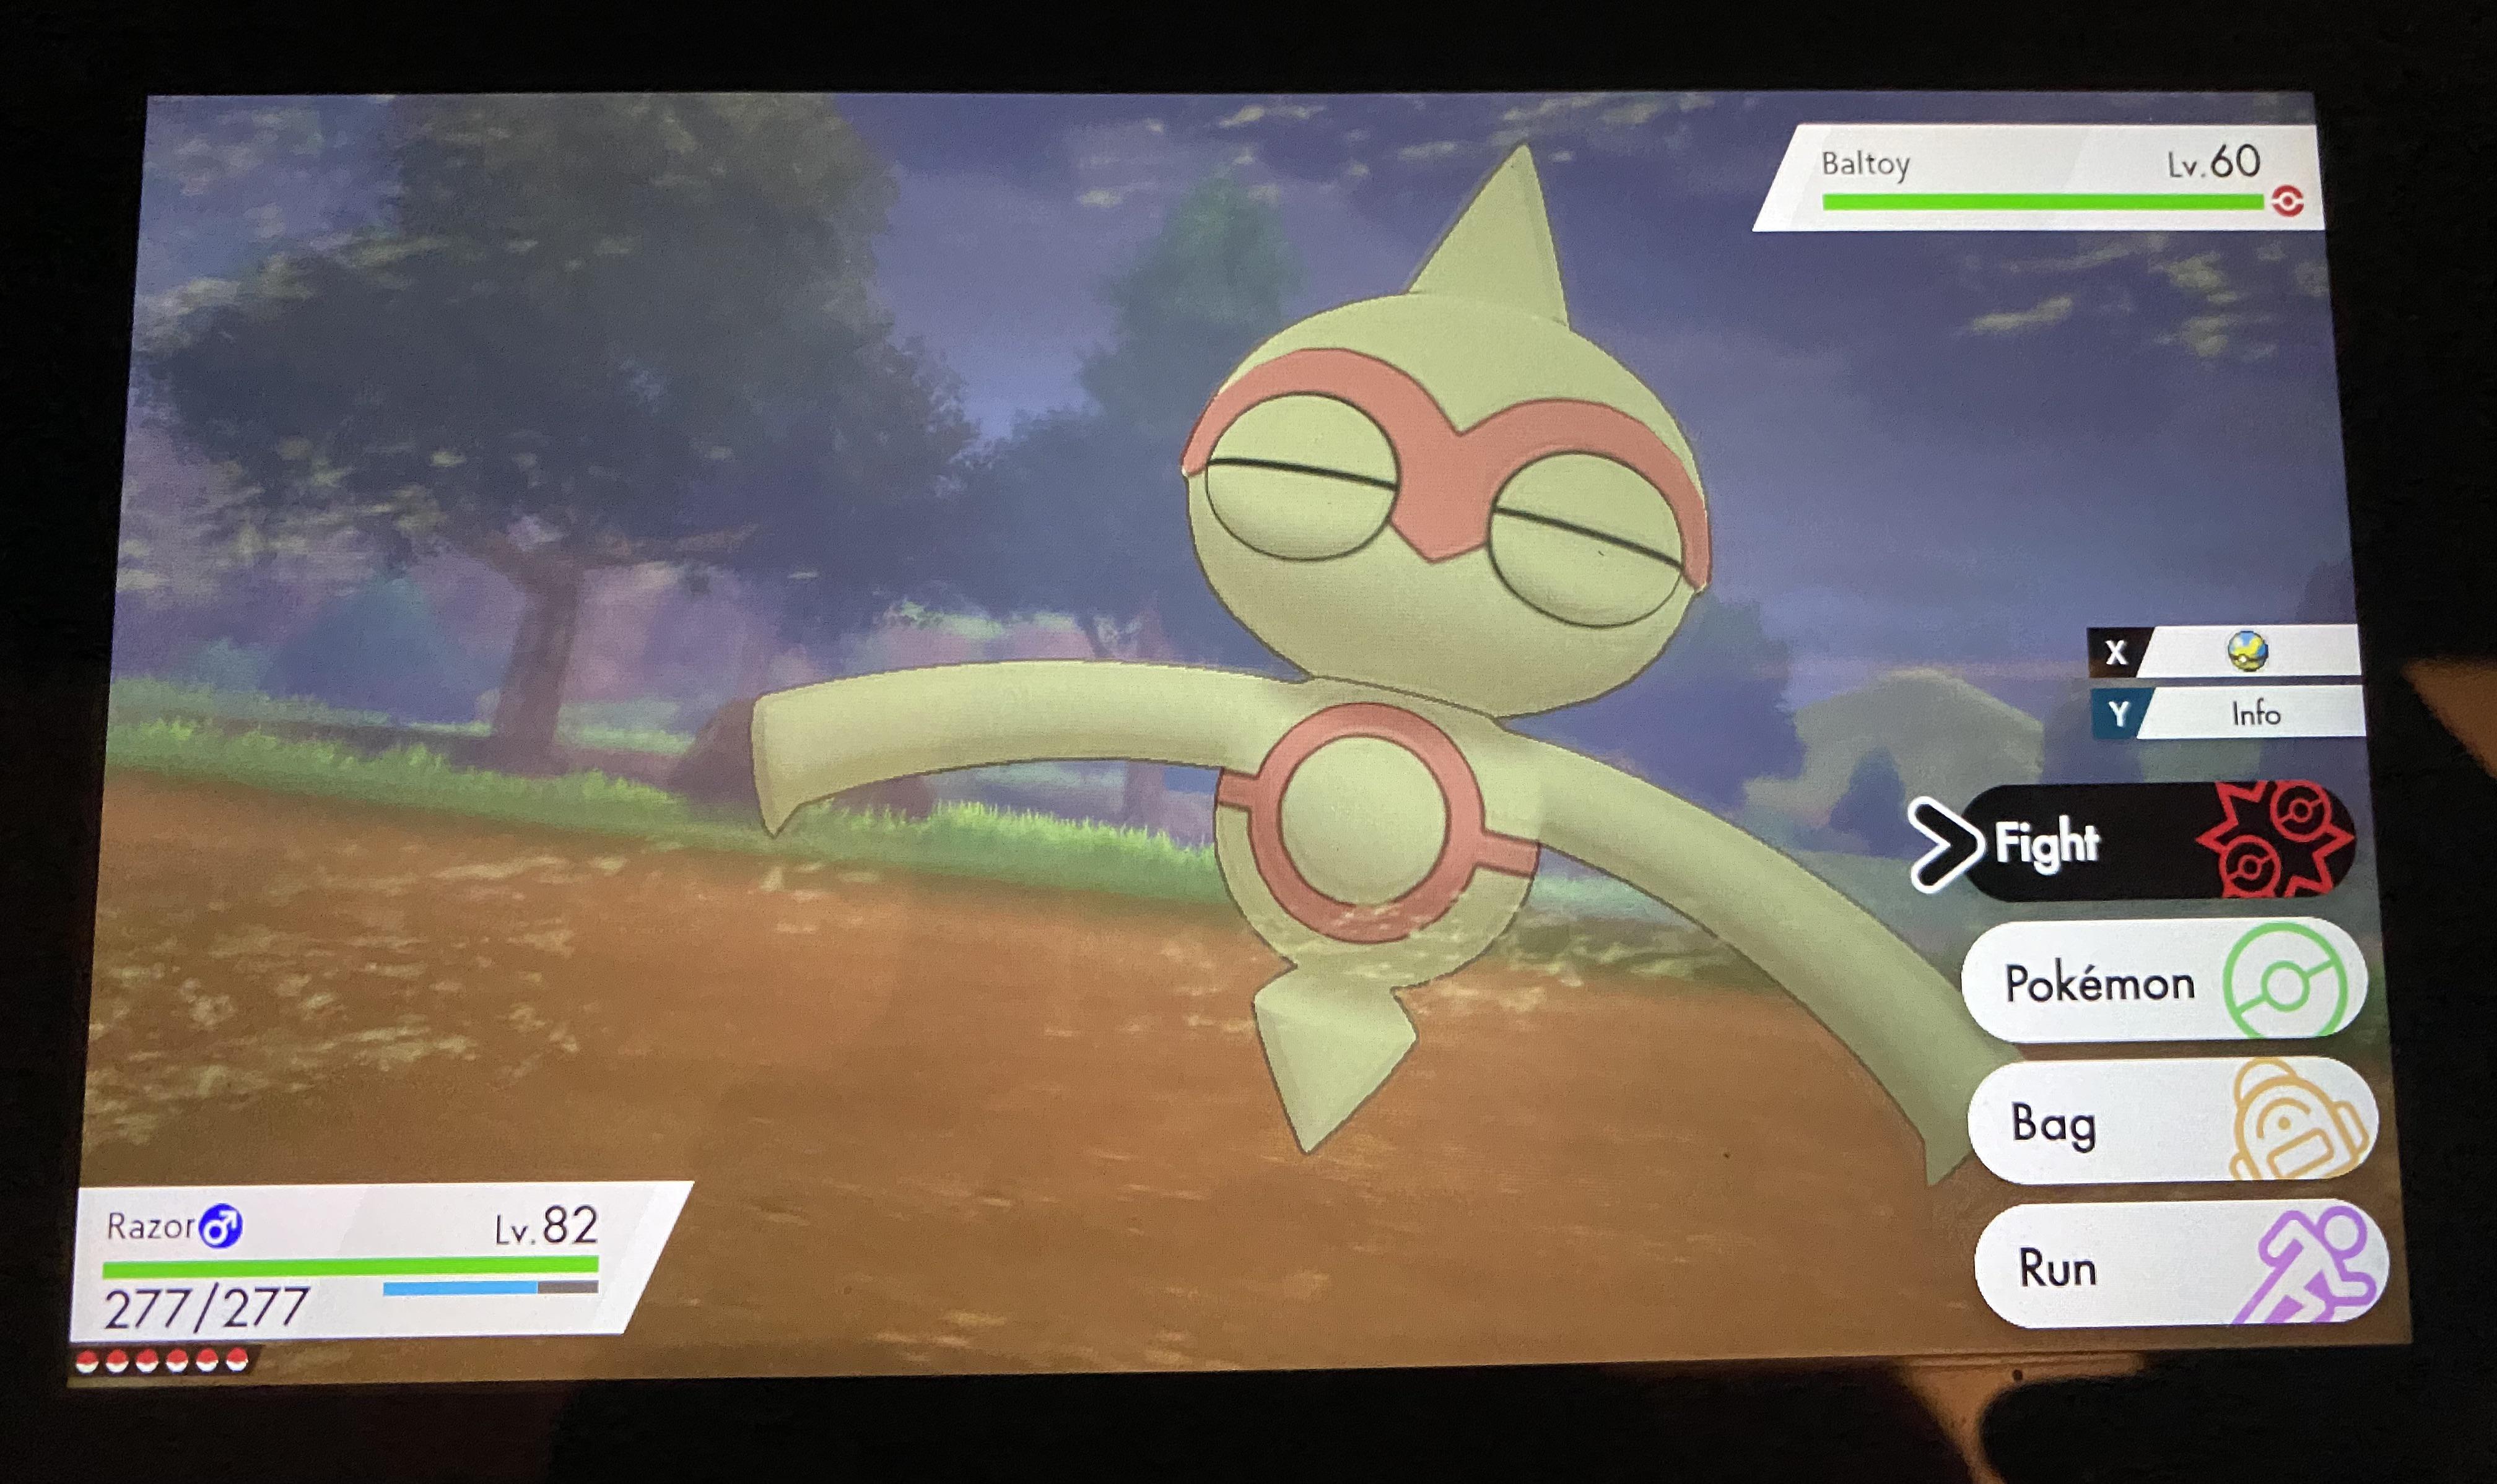 Baltoy Lv.60
X
Y Info
Fight
Pokémon
Bag
Run
Razor♂ Lv.82
277/277